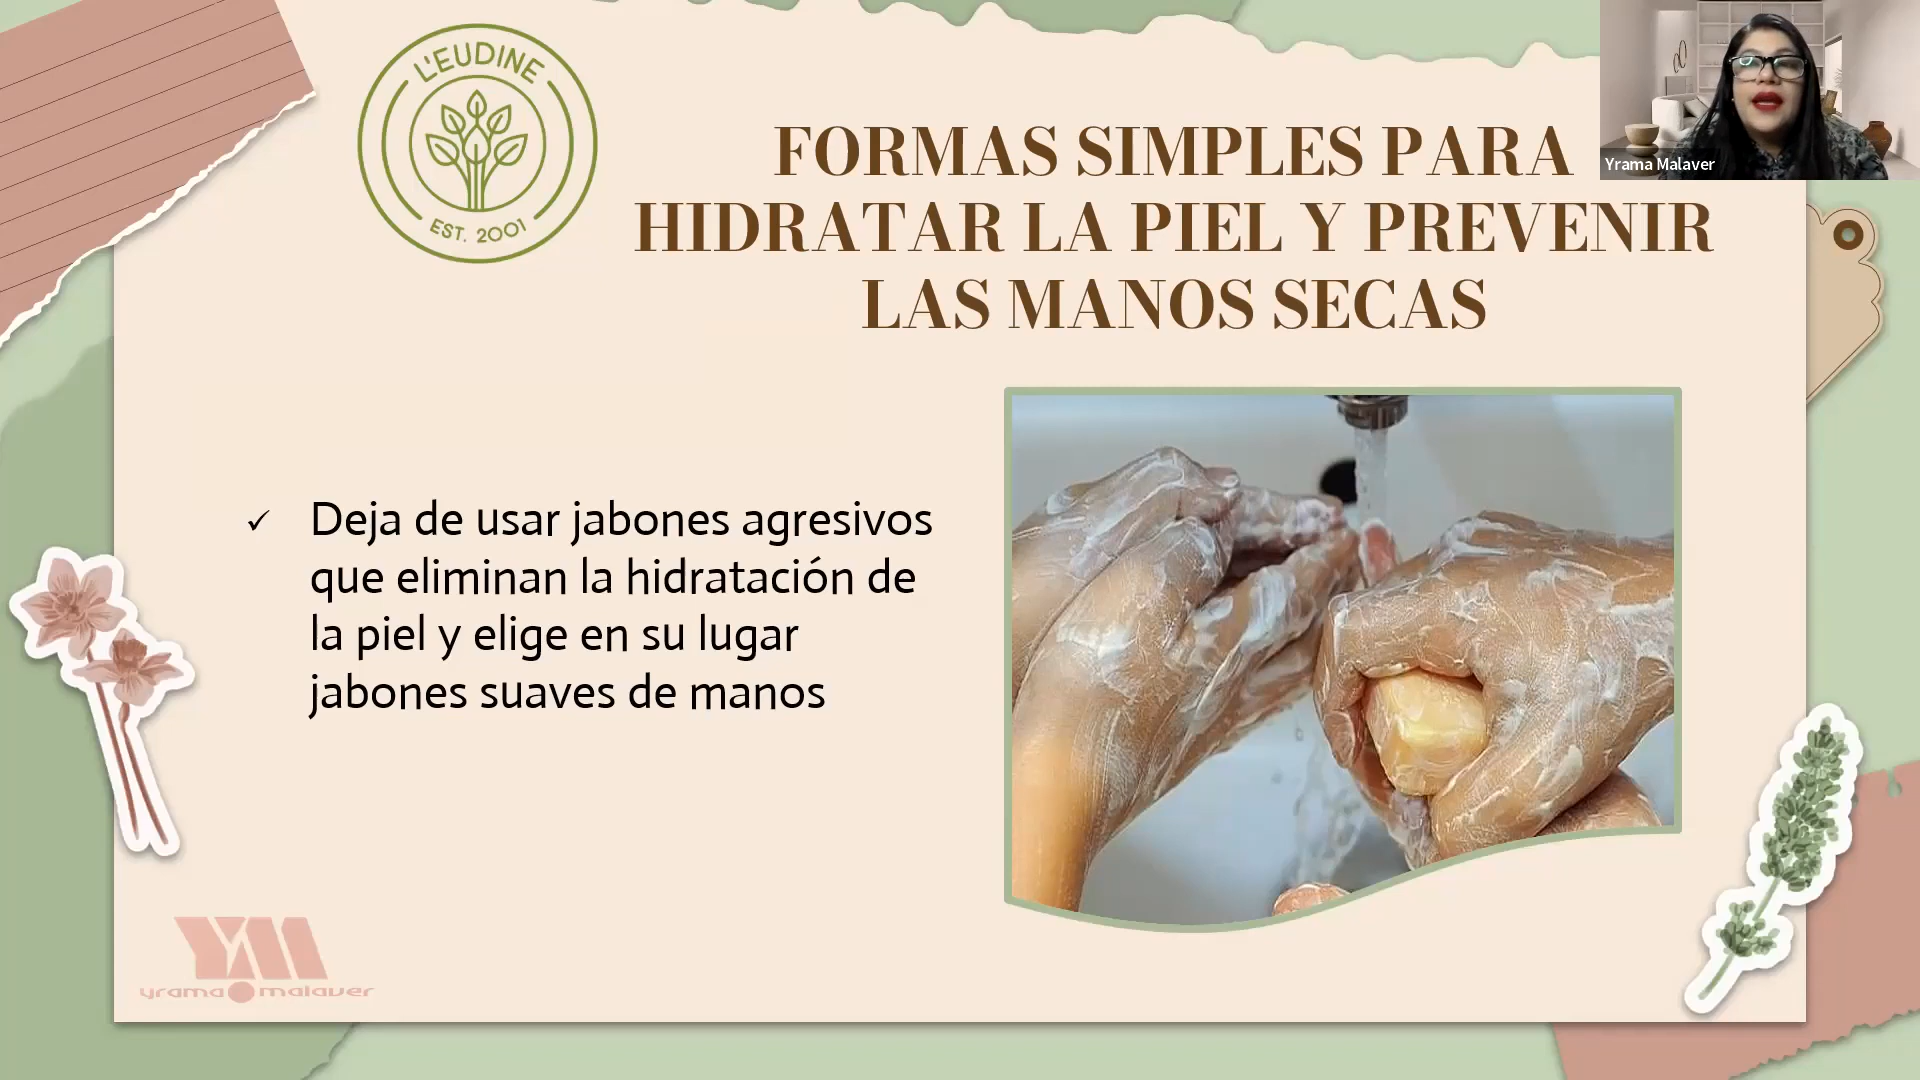 L'EUDINE
EST. 2001
FORMAS SIMPLES PARA
HIDRATAR LA PIEL Y PREVENIR
LAS MANOS SECAS
Yrama Malaver
✓ Deja de usar jabones agresivos
que eliminan la hidratación de
la piel y elige en su lugar
jabones suaves de manos
YM
yrama malaver